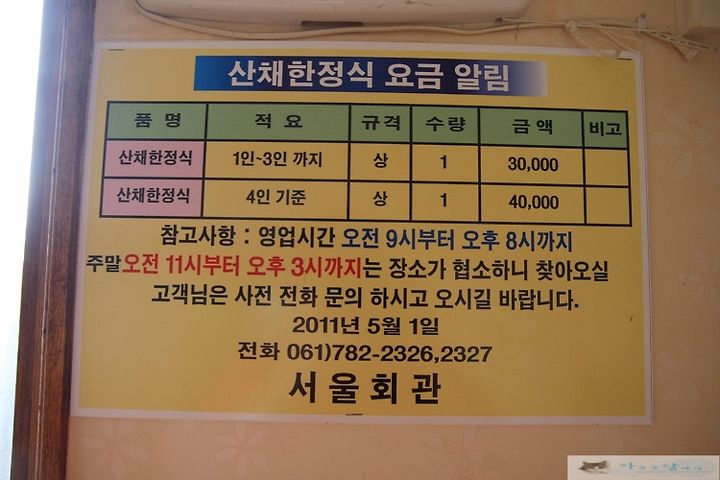 산채한정식 요금 알림
품 명 적 요 규격 수량 금 액 비고
산채한정식 1인~3인 까지 상 1 30,000
산채한정식 4인 기준 상 1 40,000
참고사항 : 영업시간 오전 9시부터 오후 8시까지
주말오전 11시부터 오후 3시까지는 장소가 협소하니 찾아오실
고객님은 사전 전화 문의 하시고 오시길 바랍니다.
2011년 5월 1일
전화 061)782-2326,2327
서 울 회 관